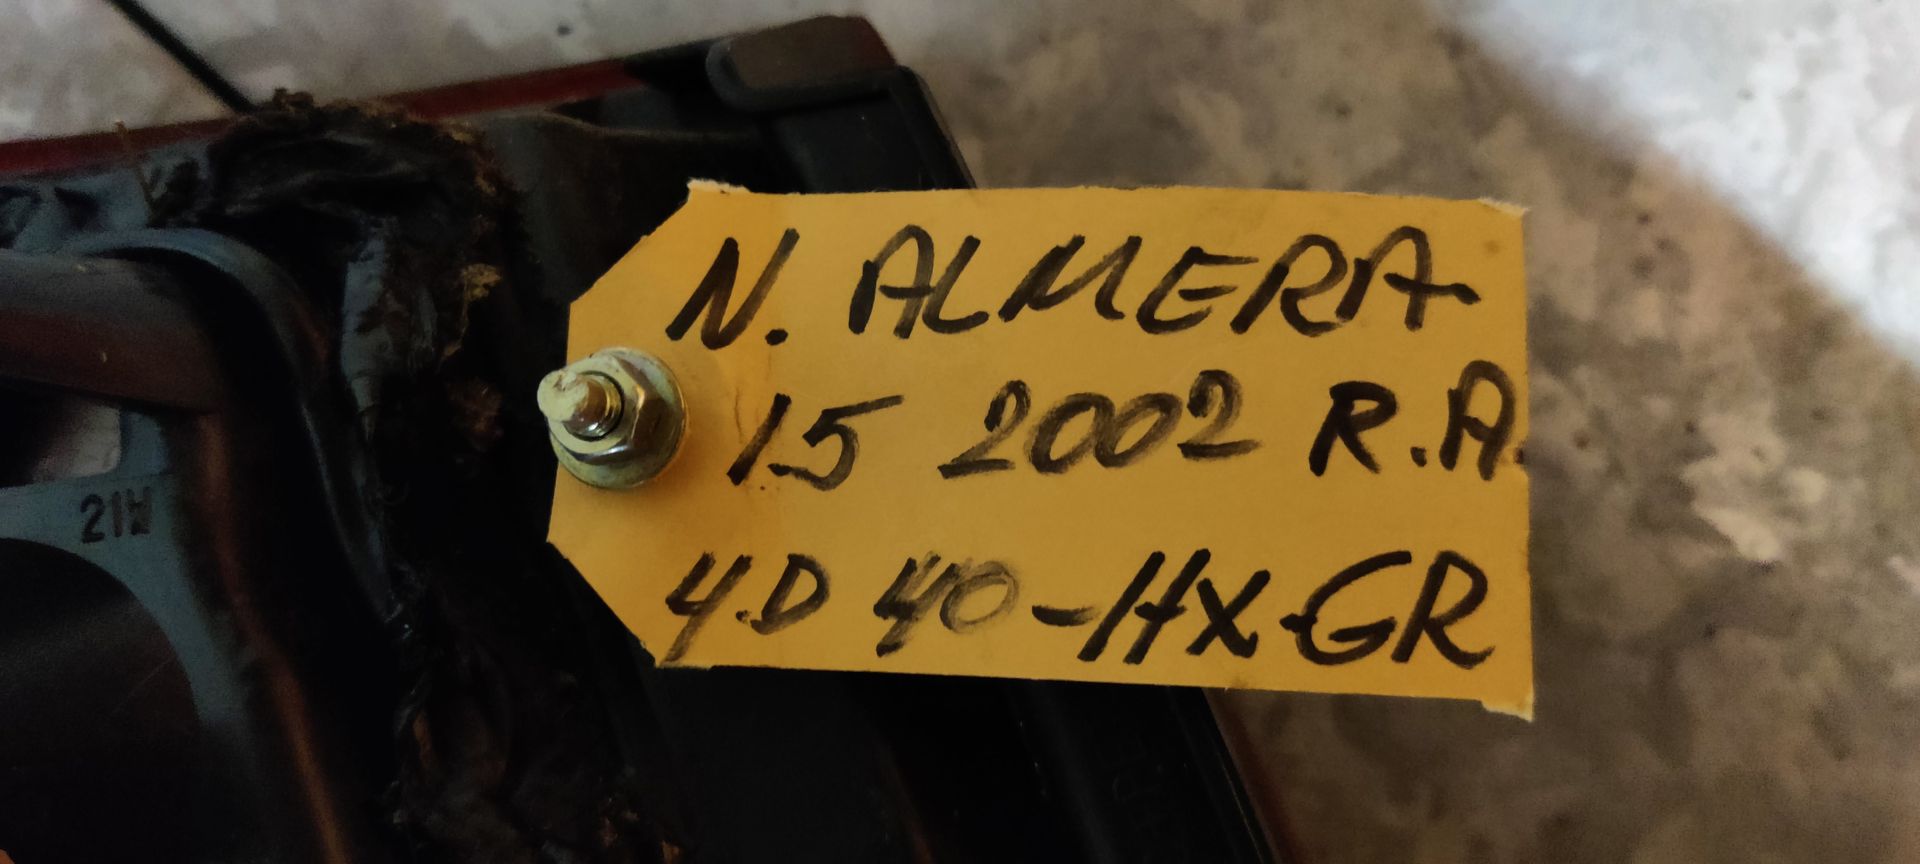 N. ALMERA
1.5 2002 R.A.
4.D 40-HX-GR
21W